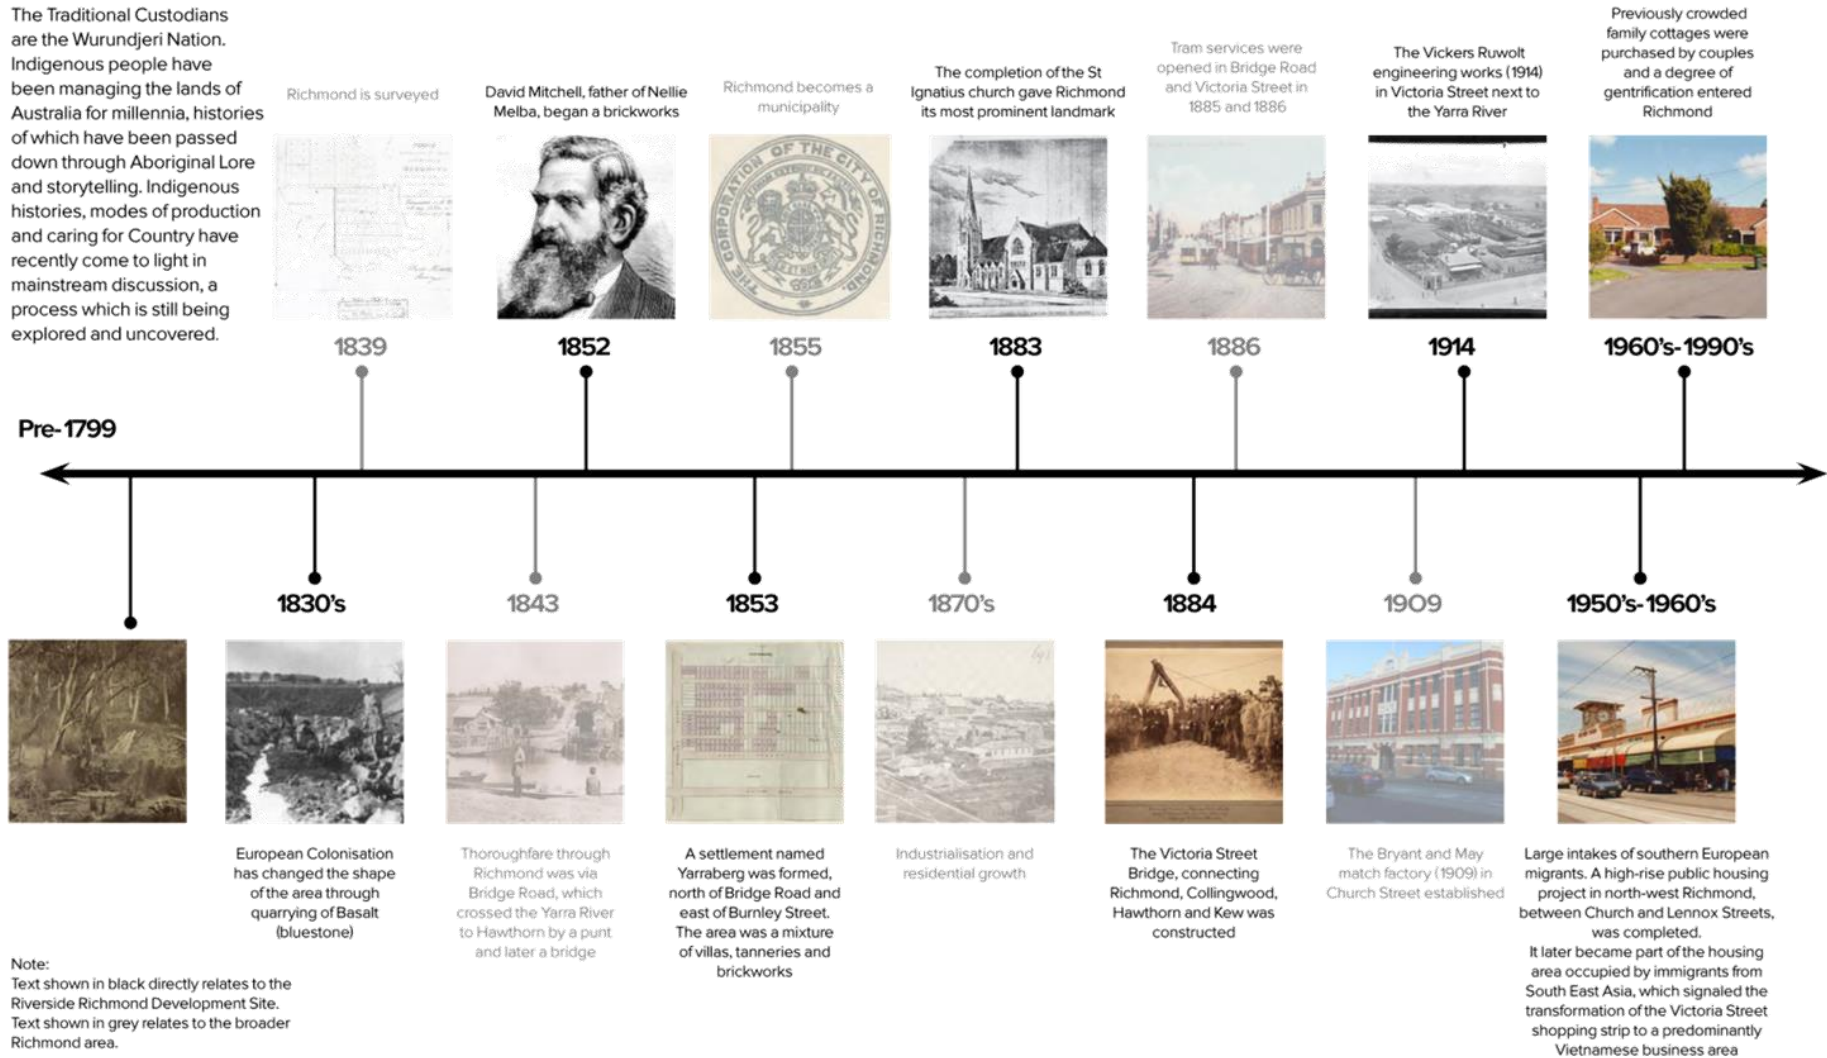 The Traditional Custodians
are the Wurundjeri Nation.
Indigenous people have
been managing the lands of
Australia for millennia, histories
of which have been passed
down through Aboriginal Lore
and storytelling. Indigenous
histories, modes of production
and caring for Country have
recently come to light in
mainstream discussion, a
process which is still being
explored and uncovered.
Pre-1799
Richmond is surveyed
1839
David Mitchell, father of Nellie
Melba, began a brickworks
1852
Richmond becomes a
municipality
THE CORPORATION OF THE CITY OF RICHMOND.
1855
The completion of the St
Ignatius church gave Richmond
its most prominent landmark
1883
Tram services were
opened in Bridge Road
and Victoria Street in
1885 and 1886
1886
The Vickers Ruwolt
engineering works (1914)
in Victoria Street next to
the Yarra River
1914
Previously crowded
family cottages were
purchased by couples
and a degree of
gentrification entered
Richmond
1960's-1990's
1830's
European Colonisation
has changed the shape
of the area through
quarrying of Basalt
(bluestone)
1843
Thoroughfare through
Richmond was via
Bridge Road, which
crossed the Yarra River
to Hawthorn by a punt
and later a bridge
1853
A settlement named
Yarraberg was formed,
north of Bridge Road and
east of Burnley Street.
The area was a mixture
of villas, tanneries and
brickworks
1870's
Industrialisation and
residential growth
1884
The Victoria Street
Bridge, connecting
Richmond, Collingwood,
Hawthorn and Kew was
constructed
1909
The Bryant and May
match factory (1909) in
Church Street established
1950's-1960's
Large intakes of southern European
migrants. A high-rise public housing
project in north-west Richmond,
between Church and Lennox Streets,
was completed.
It later became part of the housing
area occupied by immigrants from
South East Asia, which signaled the
transformation of the Victoria Street
shopping strip to a predominantly
Vietnamese business area
Note:
Text shown in black directly relates to the
Riverside Richmond Development Site.
Text shown in grey relates to the broader
Richmond area.